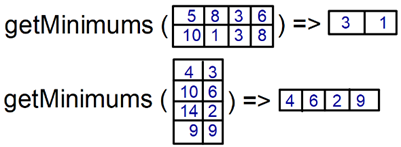 getMinimums (
5 8 3 6
10 1 3 8
) => 3 1
getMinimums (
4 3
10 6
14 2
9 9
) => 4 6 2 9